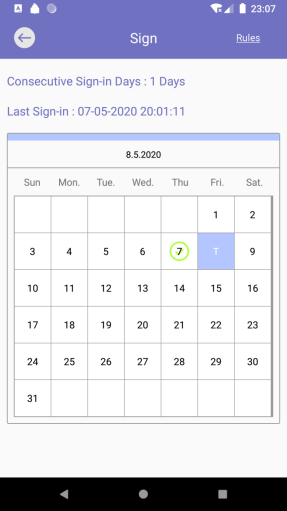 23:07
Sign
Rules
Consecutive Sign-in Days : 1 Days
Last Sign-in : 07-05-2020 20:01:11
8.5.2020
Sun Mon. Tue. Wed. Thu Fri. Sat.
1 2
3 4 5 6 7 T 9
10 11 12 13 14 15 16
17 18 19 20 21 22 23
24 25 26 27 28 29 30
31